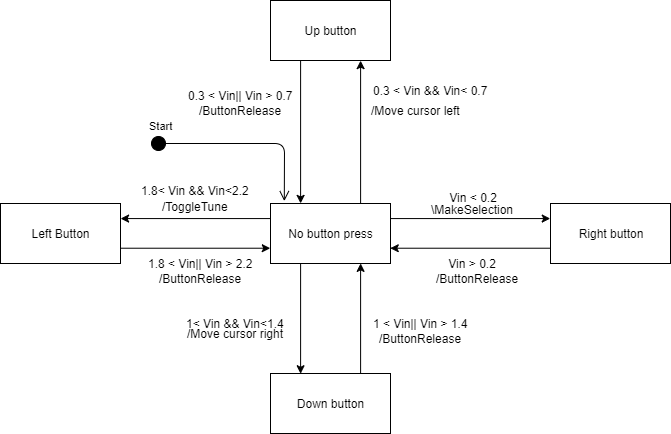 Up button
0.3 < Vin|| Vin > 0.7
/ButtonRelease
0.3 < Vin && Vin< 0.7
/Move cursor left
Start
1.8< Vin && Vin<2.2
/ToggleTune
Vin < 0.2
\MakeSelection
Left Button
No button press
Right button
1.8 < Vin|| Vin > 2.2
/ButtonRelease
Vin > 0.2
/ButtonRelease
1< Vin && Vin<1.4
/Move cursor right
1 < Vin|| Vin > 1.4
/ButtonRelease
Down button